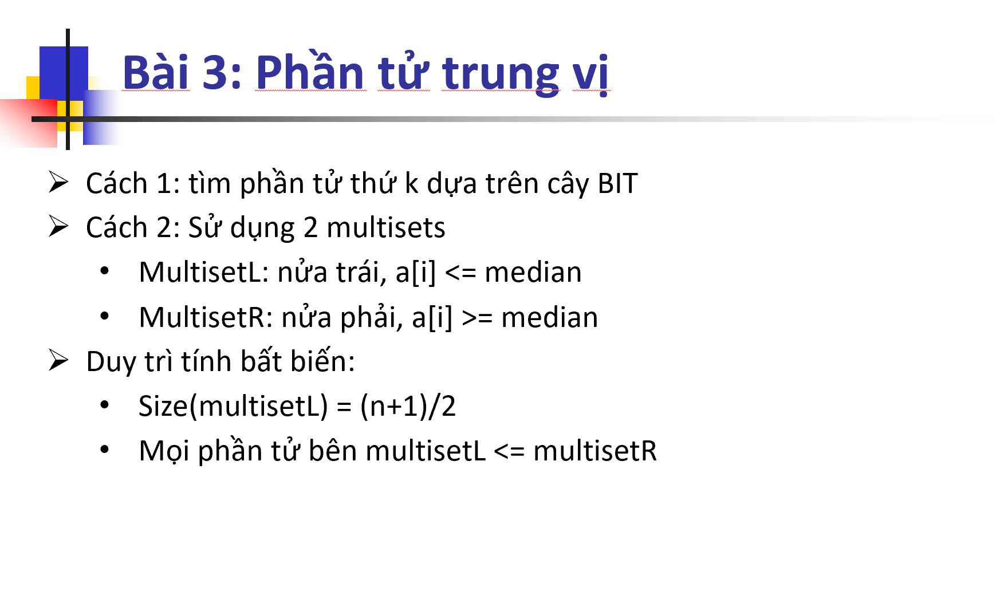 Bài 3: Phần tử trung vị
➢ Cách 1: tìm phần tử thứ k dựa trên cây BIT
➢ Cách 2: Sử dụng 2 multisets
• MultisetL: nửa trái, a[i] <= median
• MultisetR: nửa phải, a[i] >= median
➢ Duy trì tính bất biến:
• Size(multisetL) = (n+1)/2
• Mọi phần tử bên multisetL <= multisetR